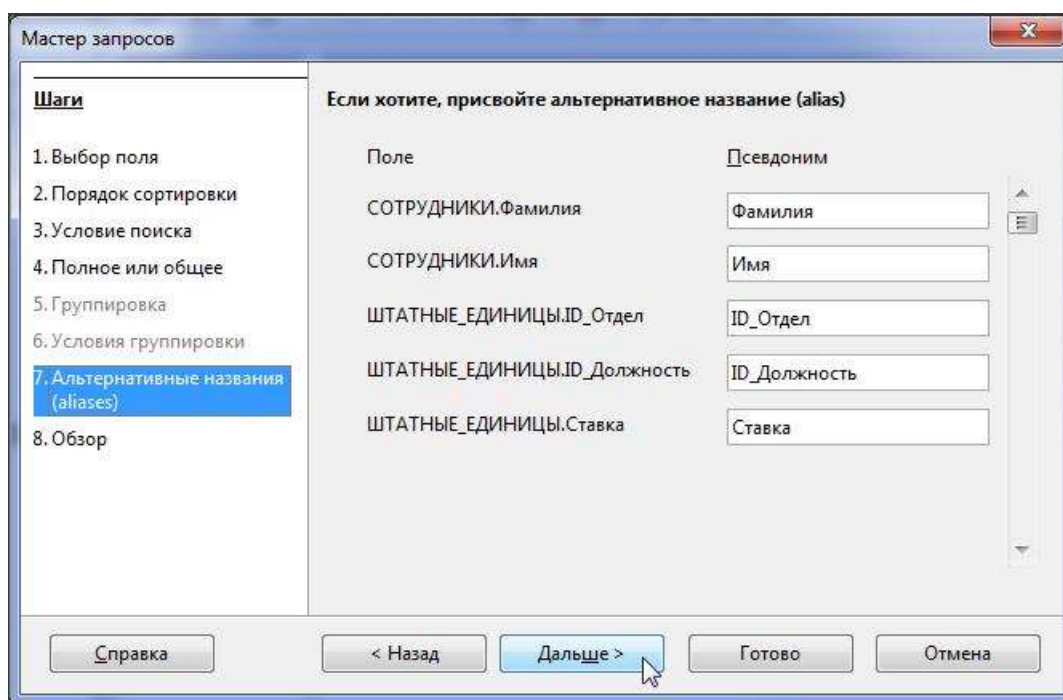 Мастер запросов
Шаги
1. Выбор поля
2. Порядок сортировки
3. Условие поиска
4. Полное или общее
5. Группировка
6. Условия группировки
7. Альтернативные названия
(aliases)
8. Обзор
Если хотите, присвойте альтернативное название (alias)
Поле Псевдоним
СОТРУДНИКИ.Фамилия Фамилия
СОТРУДНИКИ.Имя Имя
ШТАТНЫЕ_ЕДИНИЦЫ.ID_Отдел ID_Отдел
ШТАТНЫЕ_ЕДИНИЦЫ.ID_Должность ID_Должность
ШТАТНЫЕ_ЕДИНИЦЫ.Ставка Ставка
Справка < Назад Дальше > Готово Отмена